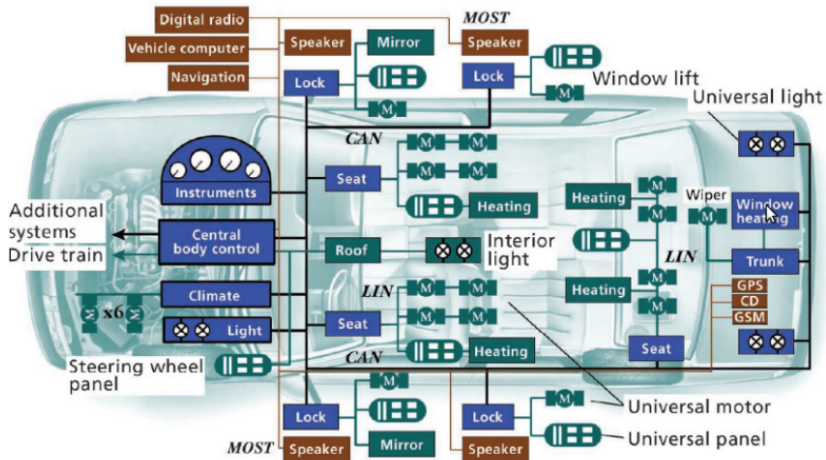 Digital radio
MOST
Vehicle computer
Speaker
Mirror
Speaker
Navigation
Lock
Lock
M
M
Window lift
Universal light
CAN
M
M
Instruments
Seat
M
M
Heating
Heating
M
M
Wiper
M
Window
heating
Additional
systems
Drive train
Central
body control
Roof
Interior
light
LIN
Trunk
Climate
LIN
M
M
Heating
M
GPS
M
x6
M
CD
Light
Seat
M
M
M
GSM
CAN
Heating
Seat
Steering wheel
panel
M
Lock
Lock
M
Universal motor
MOST
Speaker
Mirror
Speaker
Universal panel